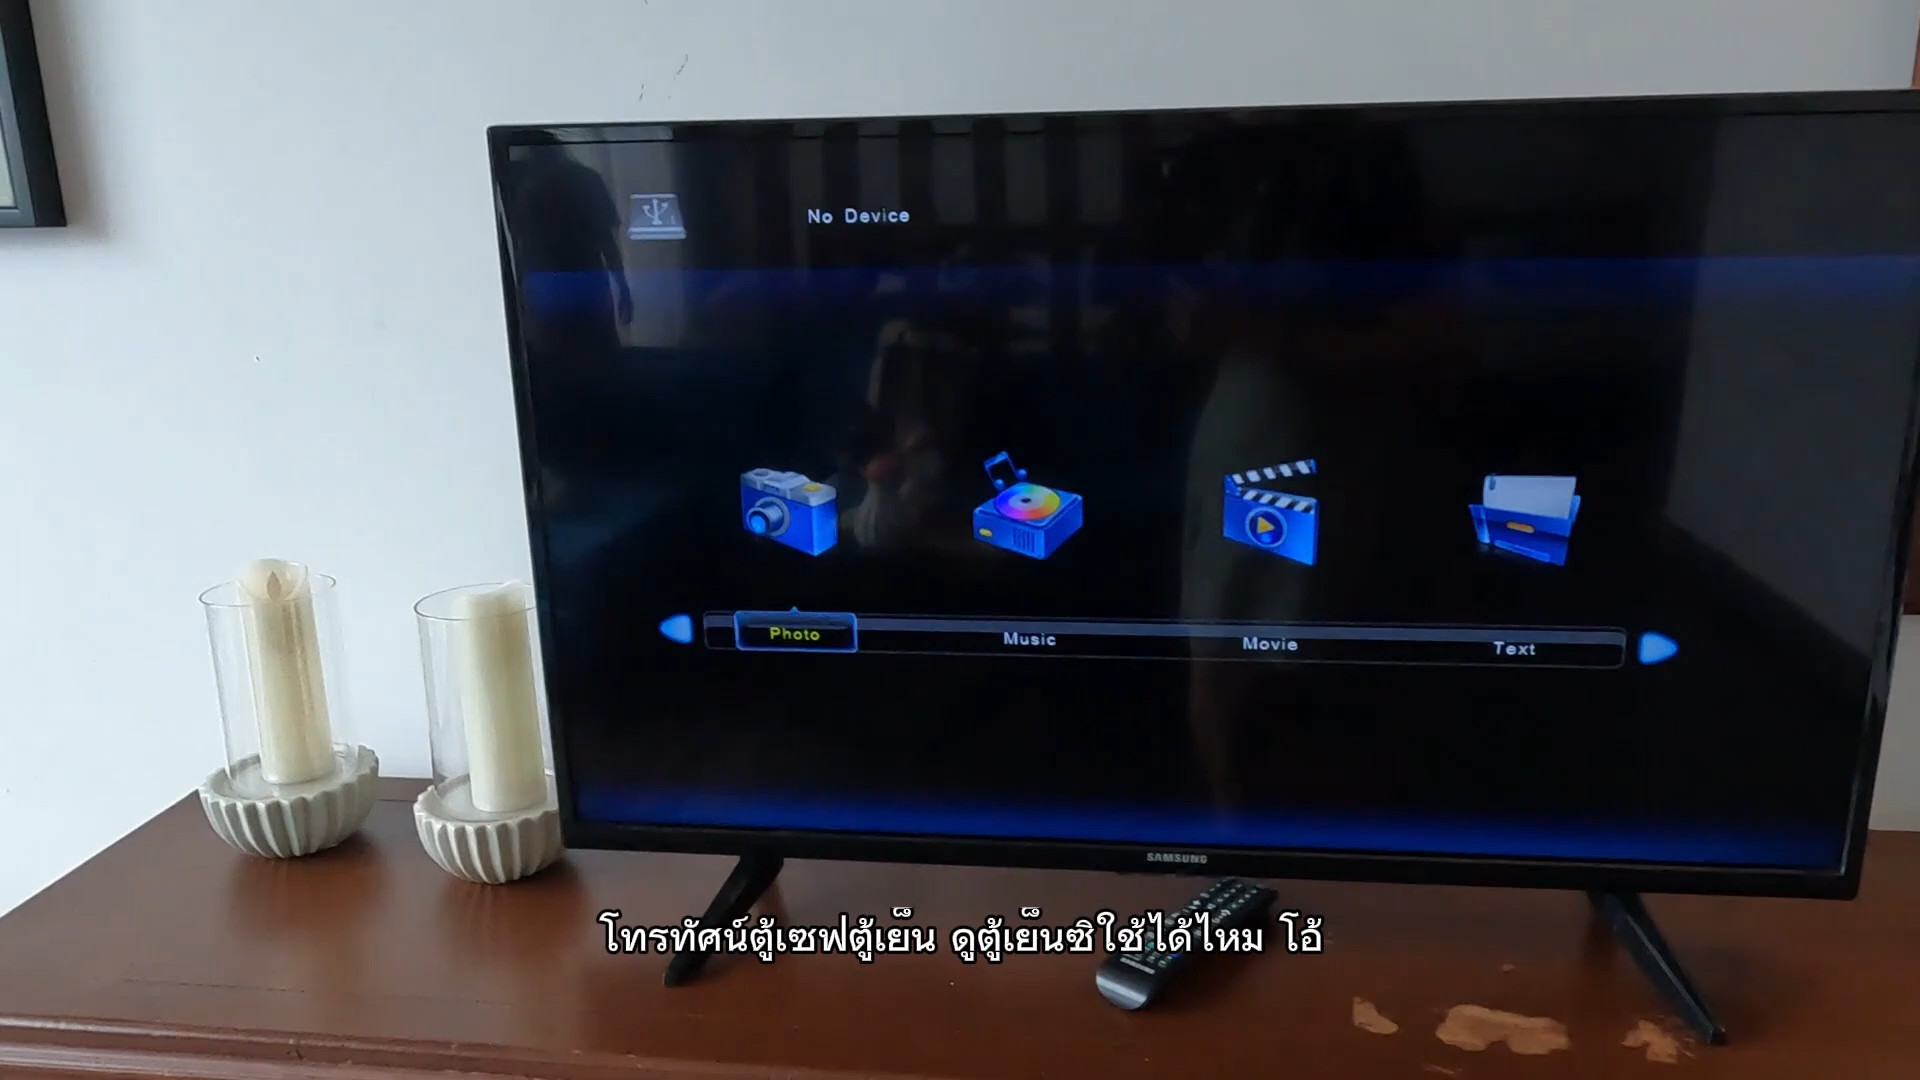 No Device
Photo
Music
Movie
Text
SAMSUNG
SAMSUNG
โทรทัศน์ตู้เซฟตู้เย็น ดูตู้เย็นซิใช้ได้ไหม โอ้